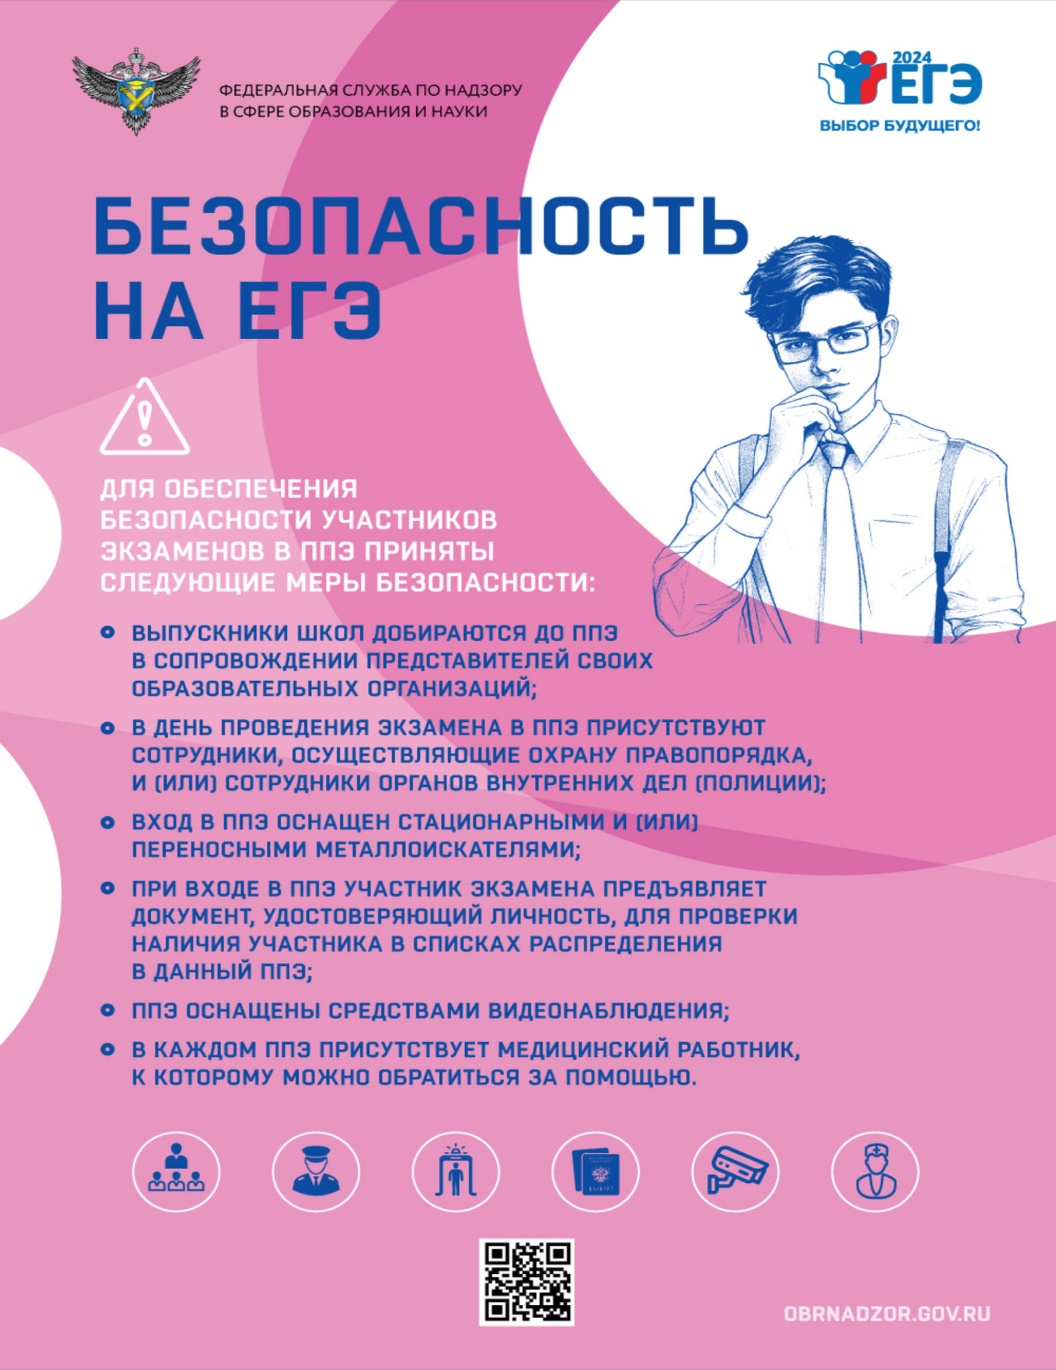 ФЕДЕРАЛЬНАЯ СЛУЖБА ПО НАДЗОРУ
В СФЕРЕ ОБРАЗОВАНИЯ И НАУКИ
2024
ЕГЭ
ВЫБОР БУДУЩЕГО!
БЕЗОПАСНОСТЬ
НА ЕГЭ
ДЛЯ ОБЕСПЕЧЕНИЯ
БЕЗОПАСНОСТИ УЧАСТНИКОВ
ЭКЗАМЕНОВ В ППЭ ПРИНЯТЫ
СЛЕДУЮЩИЕ МЕРЫ БЕЗОПАСНОСТИ:
ВЫПУСКНИКИ ШКОЛ ДОБИРАЮТСЯ ДО ППЭ
В СОПРОВОЖДЕНИИ ПРЕДСТАВИТЕЛЕЙ СВОИХ
ОБРАЗОВАТЕЛЬНЫХ ОРГАНИЗАЦИЙ;
В ДЕНЬ ПРОВЕДЕНИЯ ЭКЗАМЕНА В ППЭ ПРИСУТСТВУЮТ
СОТРУДНИКИ, ОСУЩЕСТВЛЯЮЩИЕ ОХРАНУ ПРАВОПОРЯДКА,
И (ИЛИ) СОТРУДНИКИ ОРГАНОВ ВНУТРЕННИХ ДЕЛ (ПОЛИЦИИ);
ВХОД В ППЭ ОСНАЩЕН СТАЦИОНАРНЫМИ И (ИЛИ)
ПЕРЕНОСНЫМИ МЕТАЛЛОИСКАТЕЛЯМИ;
ПРИ ВХОДЕ В ППЭ УЧАСТНИК ЭКЗАМЕНА ПРЕДЪЯВЛЯЕТ
ДОКУМЕНТ, УДОСТОВЕРЯЮЩИЙ ЛИЧНОСТЬ, ДЛЯ ПРОВЕРКИ
НАЛИЧИЯ УЧАСТНИКА В СПИСКАХ РАСПРЕДЕЛЕНИЯ
В ДАННЫЙ ППЭ;
ППЭ ОСНАЩЕНЫ СРЕДСТВАМИ ВИДЕОНАБЛЮДЕНИЯ;
В КАЖДОМ ППЭ ПРИСУТСТВУЕТ МЕДИЦИНСКИЙ РАБОТНИК,
К КОТОРОМУ МОЖНО ОБРАТИТЬСЯ ЗА ПОМОЩЬЮ.
OBRNADZOR.GOV.RU